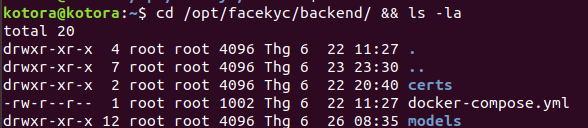 kotora@kotora:~$ cd /opt/facekyc/backend/ && ls -la
total 20
drwxr-xr-x  4 root root 4096 Thg 6  22 11:27 .
drwxr-xr-x  7 root root 4096 Thg 6  23 23:30 ..
drwxr-xr-x  2 root root 4096 Thg 6  22 20:40 certs
-rw-r--r--  1 root 1002 4096 Thg 6  22 11:27 docker-compose.yml
drwxr-xr-x 12 root root 4096 Thg 6  26 08:35 models